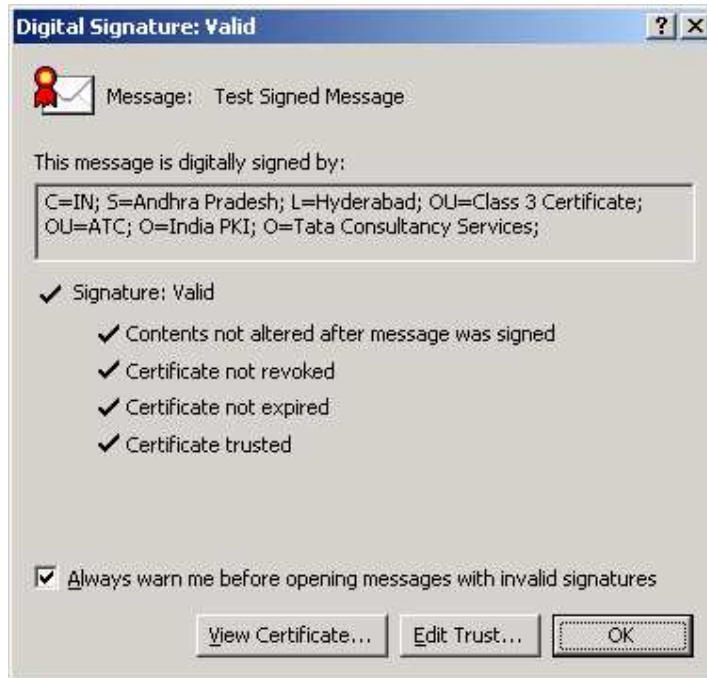 Digital Signature: Valid
Message: Test Signed Message
This message is digitally signed by:
C=IN; S=Andhra Pradesh; L=Hyderabad; OU=Class 3 Certificate;
OU=ATC; O=India PKI; O=Tata Consultancy Services;
Signature: Valid
Contents not altered after message was signed
Certificate not revoked
Certificate not expired
Certificate trusted
Always warn me before opening messages with invalid signatures
View Certificate... Edit Trust... OK